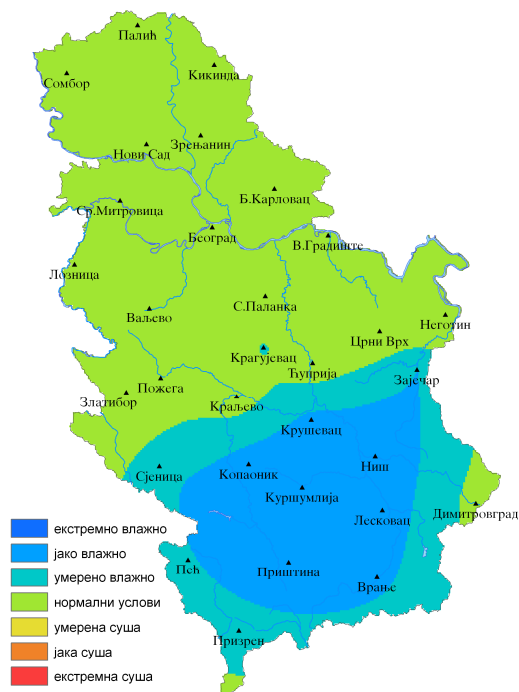 Палић
Сомбор
Кикинда
Зрењанин
Нови Сад
Б.Карловац
Ср.Митровица
Београд
В.Градиште
Лозница
С.Паланка
Ваљево
Неготин
Црни Врх
Крагујевац
Ћуприја
Зајечар
Пожега
Златибор
Краљево
Крушевац
Ниш
Копаоник
Сјеница
Куршумлија
Лесковац
Димитровград
Пећ
Приштина
Врање
Призрен
екстремно влажно
јако влажно
умерено влажно
нормални услови
умерена суша
јака суша
екстремна суша